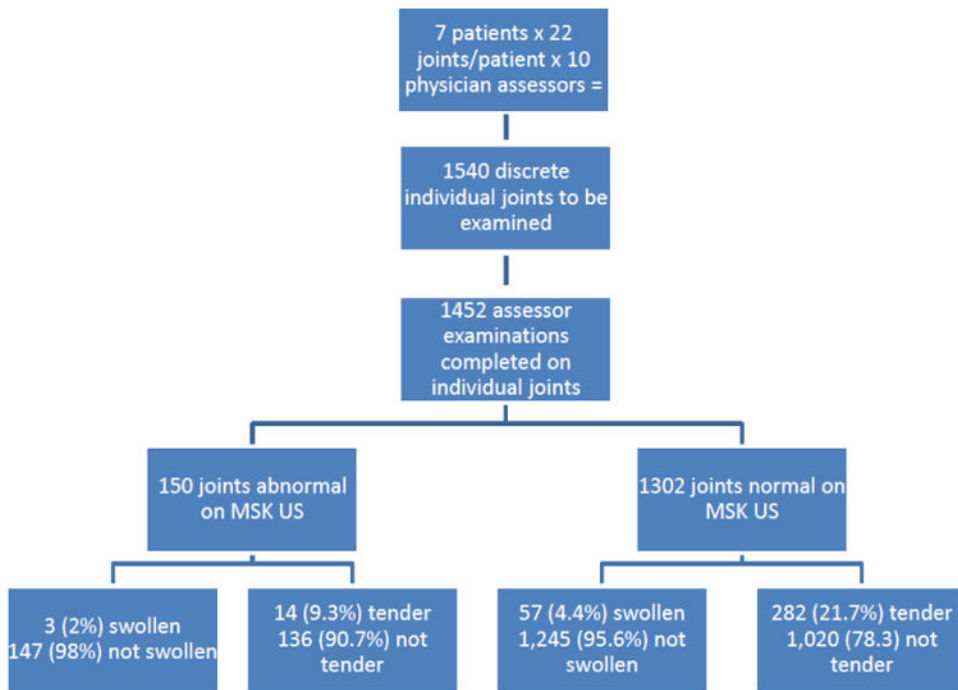 7 patients x 22
joints/patient x 10
physician assessors =
1540 discrete
individual joints to be
examined
1452 assessor
examinations
completed on
individual joints
150 joints abnormal
on MSK US
1302 joints normal on
MSK US
3 (2%) swollen
147 (98%) not swollen
14 (9.3%) tender
136 (90.7%) not
tender
57 (4.4%) swollen
1,245 (95.6%) not
swollen
282 (21.7%) tender
1,020 (78.3) not
tender